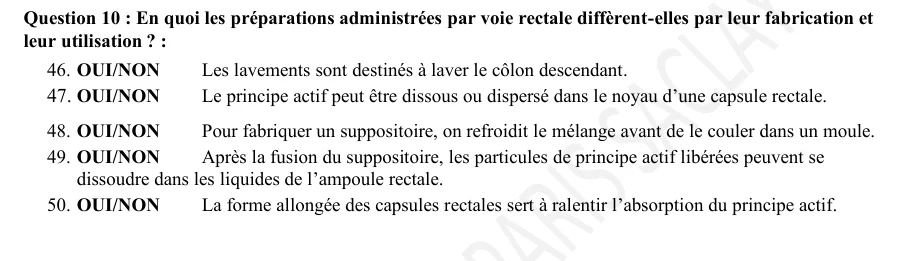 Question 10 : En quoi les préparations administrées par voie rectale diffèrent-elles par leur fabrication et
leur utilisation ? :
46. OUI/NON Les lavements sont destinés à laver le côlon descendant.
47. OUI/NON Le principe actif peut être dissous ou dispersé dans le noyau d’une capsule rectale.
48. OUI/NON Pour fabriquer un suppositoire, on refroidit le mélange avant de le couler dans un moule.
49. OUI/NON Après la fusion du suppositoire, les particules de principe actif libérées peuvent se
dissoudre dans les liquides de l’ampoule rectale.
50. OUI/NON La forme allongée des capsules rectales sert à ralentir l’absorption du principe actif.
PARIS SACLAY